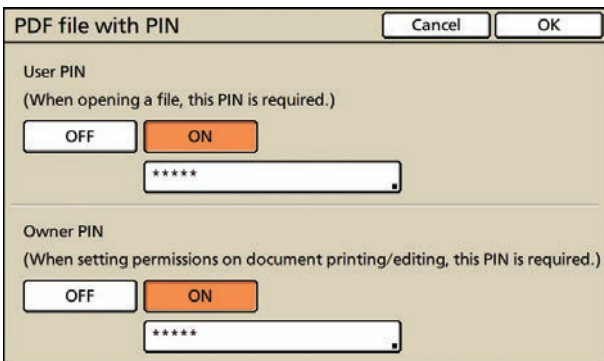 PDF file with PIN Cancel OK
User PIN
(When opening a file, this PIN is required.)
OFF ON
*****
Owner PIN
(When setting permissions on document printing/editing, this PIN is required.)
OFF ON
*****